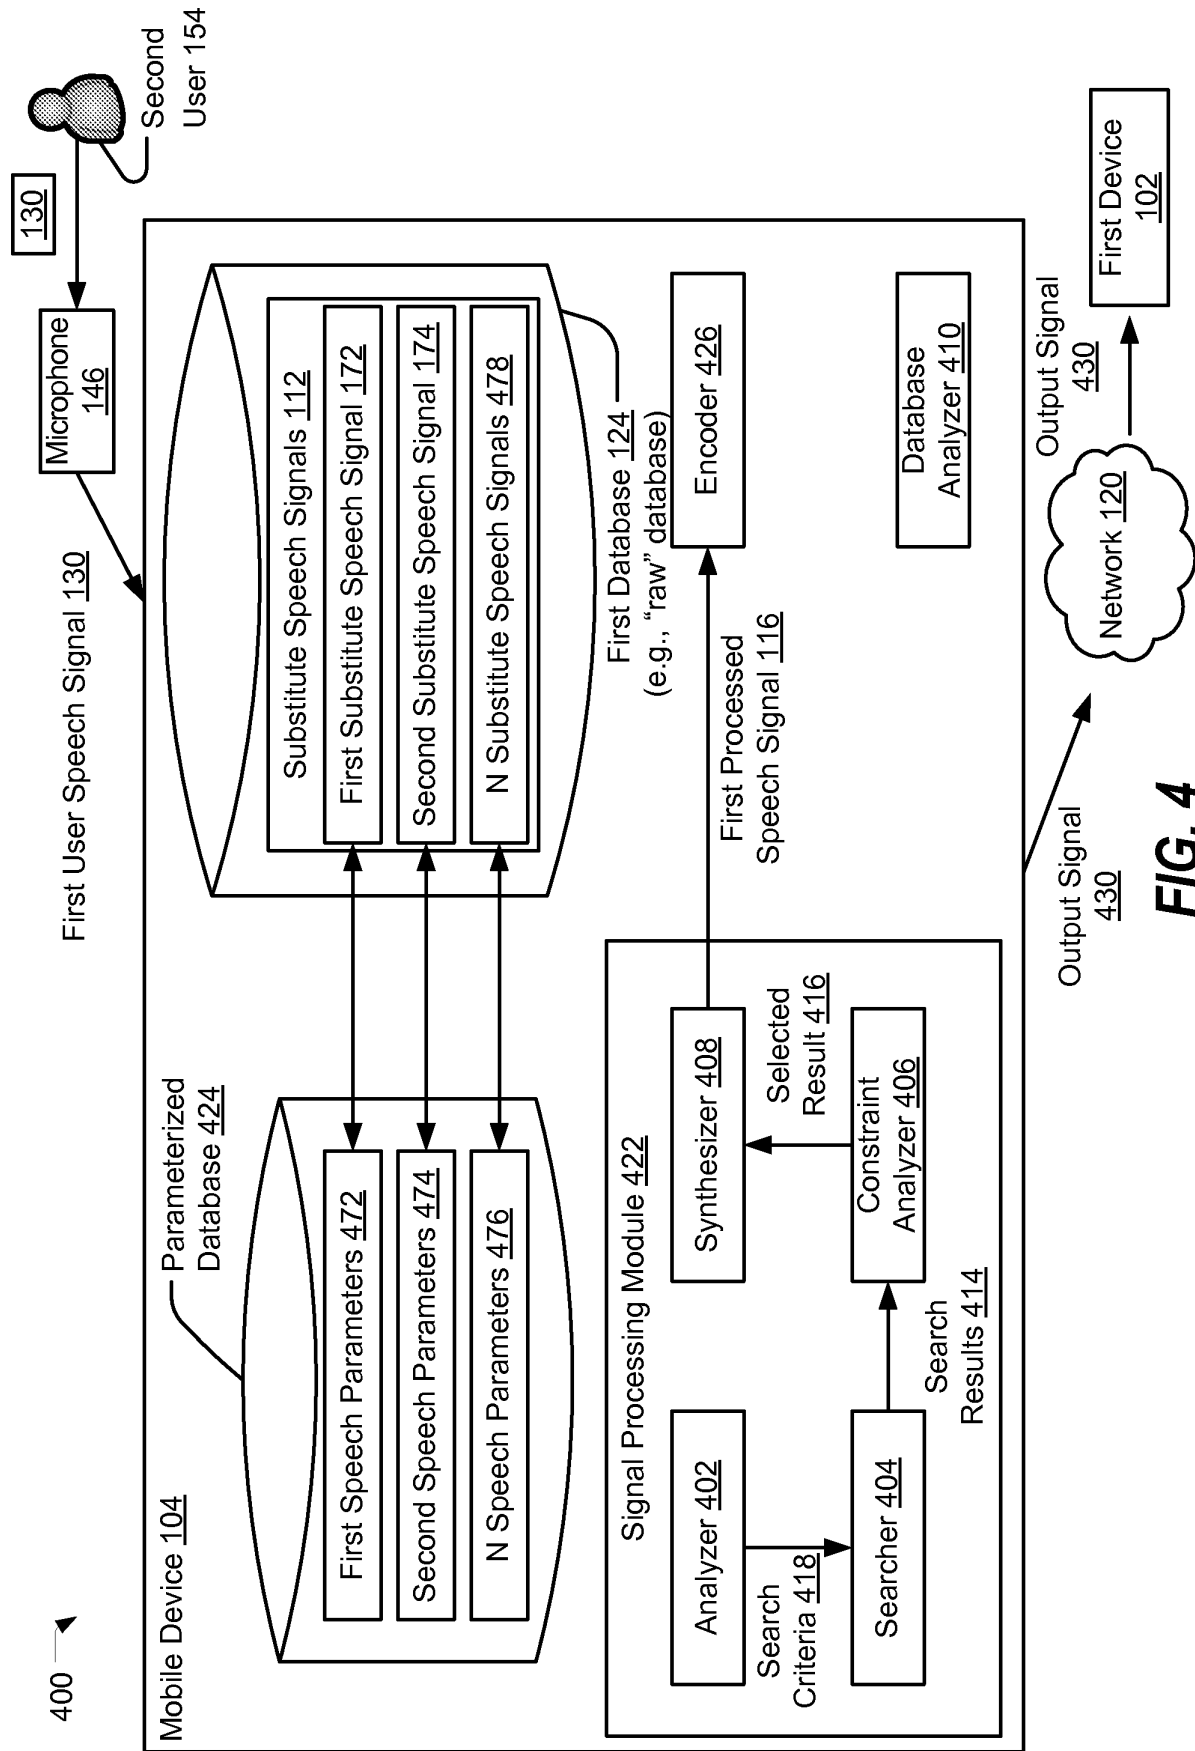 400
Mobile Device 104
First User Speech Signal 130
Microphone
146
130
Second
User 154
Parameterized
Database 424
First Speech Parameters 472
Second Speech Parameters 474
N Speech Parameters 476
Substitute Speech Signals 112
First Substitute Speech Signal 172
Second Substitute Speech Signal 174
N Substitute Speech Signals 478
First Database 124
(e.g., “raw” database)
Signal Processing Module 422
Analyzer 402
Search
Criteria 418
Searcher 404
Search
Results 414
Constraint
Analyzer 406
Selected
Result 416
Synthesizer 408
First Processed
Speech Signal 116
Encoder 426
Database
Analyzer 410
Output Signal
430
Network 120
Output Signal
430
First Device
102
FIG. 4